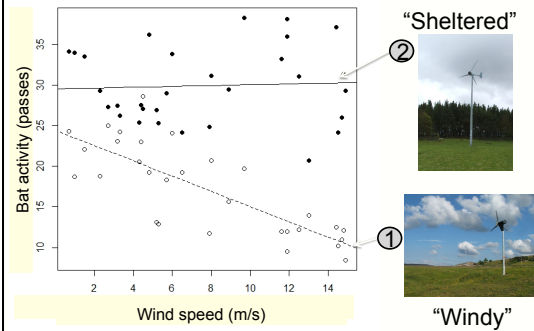 “Sheltered”
2
35
30
25
20
15
10
Bat activity (passes)
1
2 4 6 8 10 12 14
Wind speed (m/s)
“Windy”